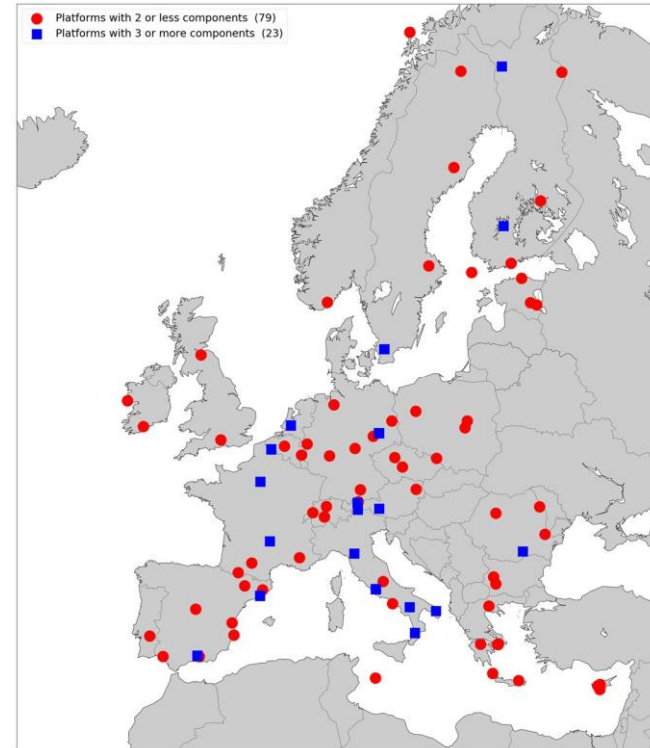 Platforms with 2 or less components (79)
Platforms with 3 or more components (23)